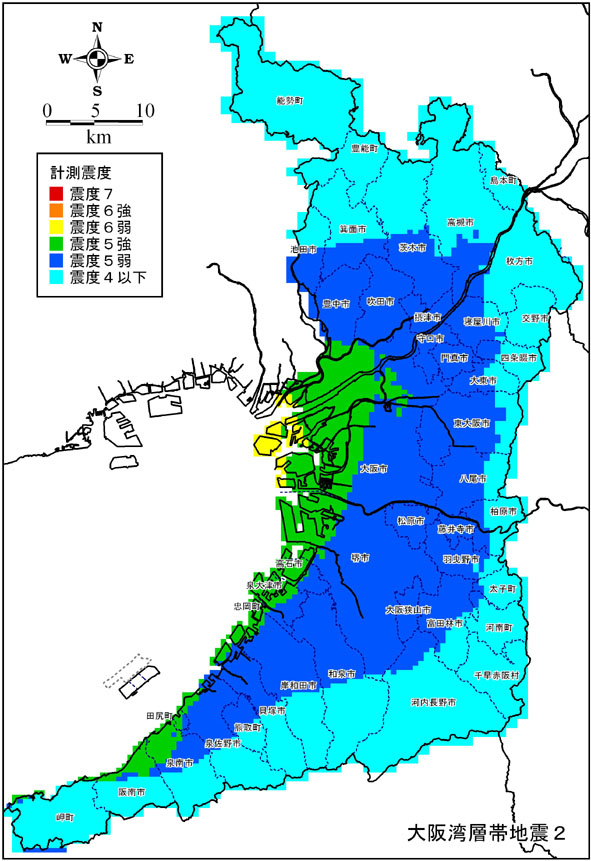 N
W E
S
0 5 10
km
計測震度
震度７
震度６強
震度６弱
震度５強
震度５弱
震度４以下
能勢町
豊能町
島本町
高槻市
箕面市
茨木市
池田市
枚方市
豊中市
吹田市
摂津市
寝屋川市
交野市
守口市
門真市
四条畷市
大東市
東大阪市
大阪市
八尾市
柏原市
松原市
藤井寺市
堺市
羽曳野市
高石市
泉大津市
太子町
忠岡町
大阪狭山市
富田林市
河南町
和泉市
千早赤阪村
岸和田市
河内長野市
貝塚市
田尻町
熊取町
泉佐野市
泉南市
阪南市
岬町
大阪湾層帯地震２